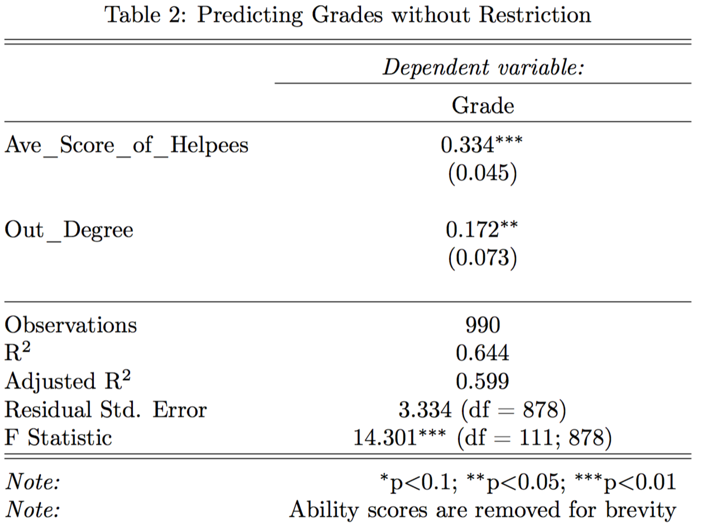 Table 2: Predicting Grades without Restriction
Dependent variable:
Grade
Ave_Score_of_Helpees 0.334***
(0.045)
Out_Degree 0.172**
(0.073)
Observations 990
R² 0.644
Adjusted R² 0.599
Residual Std. Error 3.334 (df = 878)
F Statistic 14.301*** (df = 111; 878)
Note: *p<0.1; **p<0.05; ***p<0.01
Note: Ability scores are removed for brevity